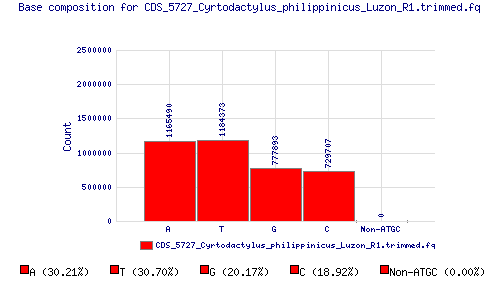 Base composition for CDS_5727_Cyrtodactylus_philippinicus_Luzon_R1.trimmed.fq
2500000
2000000
1500000
1000000
500000
0
Count
1165490
1184373
777893
729707
0
A T G C Non-ATGC
CDS_5727_Cyrtodactylus_philippinicus_Luzon_R1.trimmed.fq
A (30.21%) T (30.70%) G (20.17%) C (18.92%) Non-ATGC (0.00%)